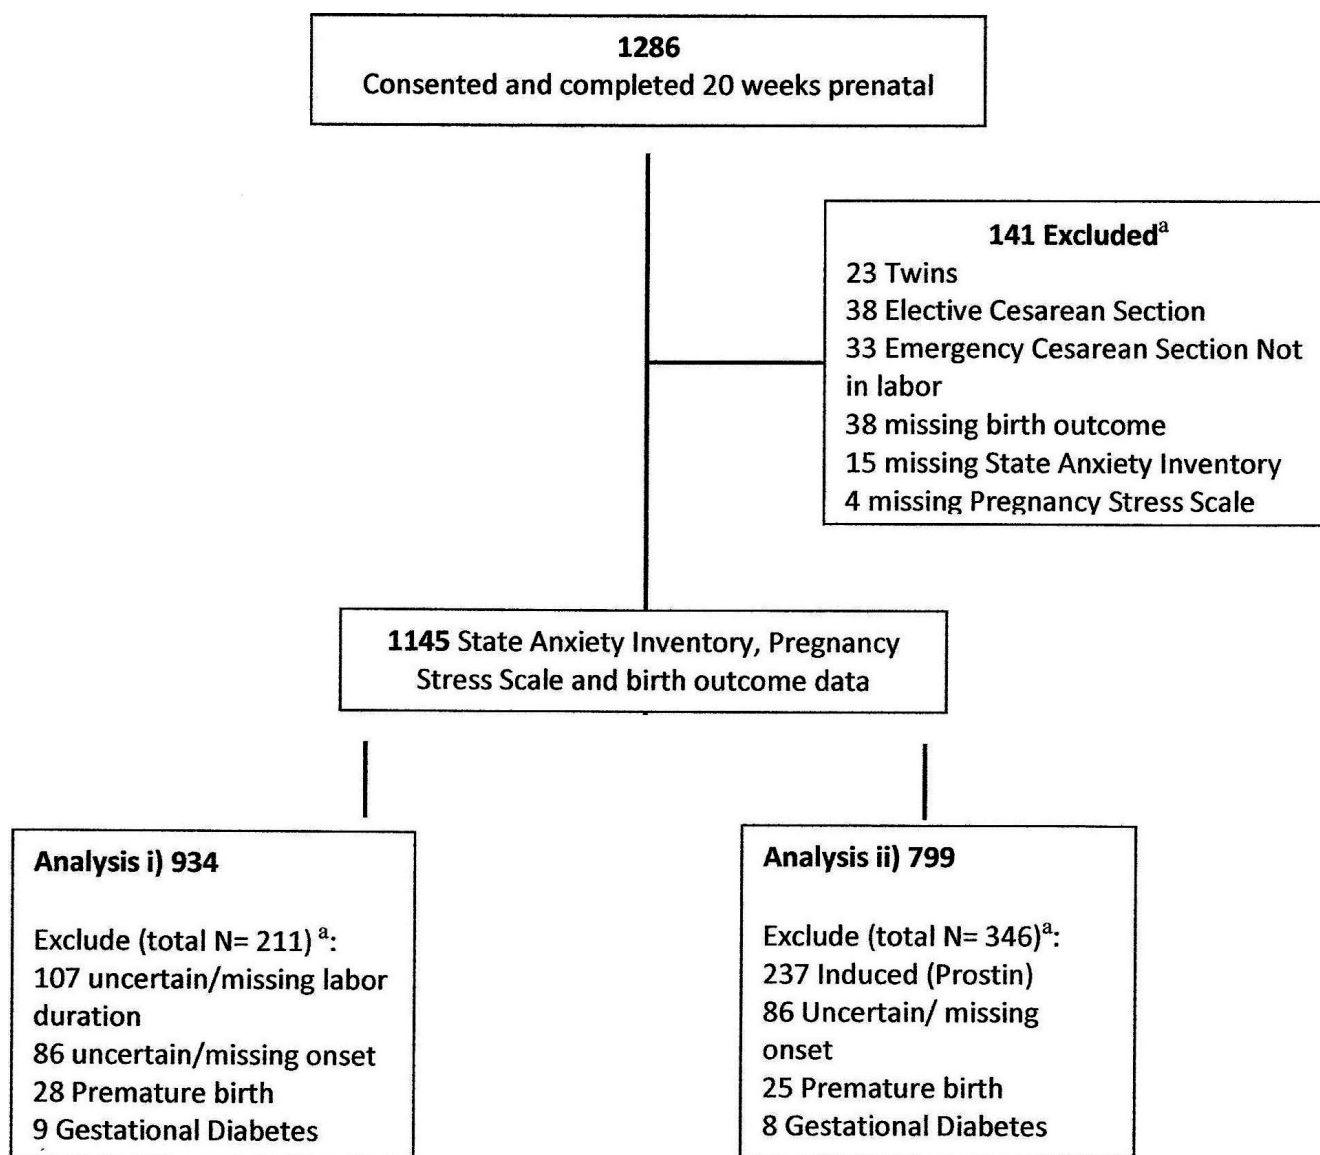 1286
Consented and completed 20 weeks prenatal
141 Excludedᵃ
23 Twins
38 Elective Cesarean Section
33 Emergency Cesarean Section Not
in labor
38 missing birth outcome
15 missing State Anxiety Inventory
4 missing Pregnancy Stress Scale
1145 State Anxiety Inventory, Pregnancy
Stress Scale and birth outcome data
Analysis i) 934
Exclude (total N= 211) ᵃ:
107 uncertain/missing labor
duration
86 uncertain/missing onset
28 Premature birth
9 Gestational Diabetes
Analysis ii) 799
Exclude (total N= 346)ᵃ:
237 Induced (Prostin)
86 Uncertain/ missing
onset
25 Premature birth
8 Gestational Diabetes